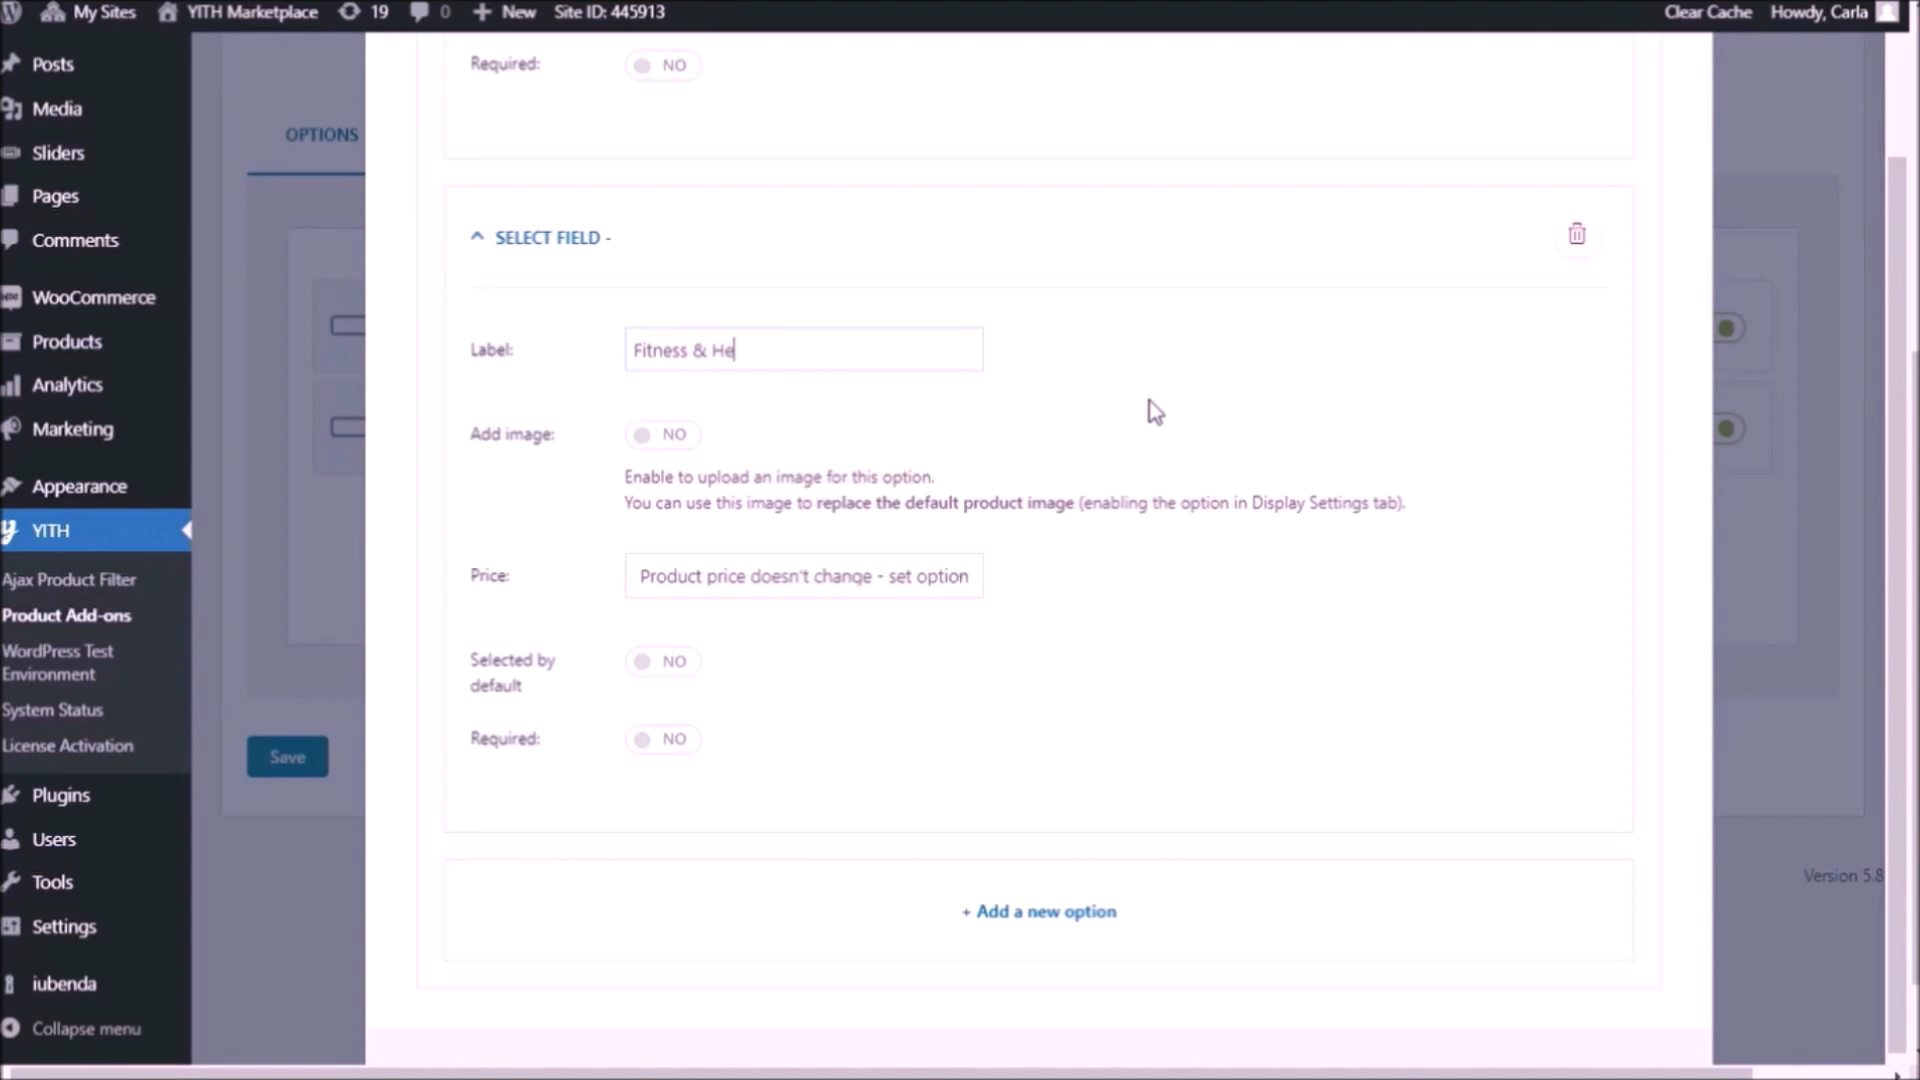 My Sites YITH Marketplace 19 0 New Site ID: 445913 Clear Cache Howdy, Carla
Posts
Media
Sliders
Pages
Comments
WooCommerce
Products
Analytics
Marketing
Appearance
YITH
Ajax Product Filter
Product Add-ons
WordPress Test
Environment
System Status
License Activation
Plugins
Users
Tools
Settings
iubenda
Collapse menu
OPTIONS
Save
Required: NO
SELECT FIELD -
Label: Fitness & He
Add image: NO
Enable to upload an image for this option.
You can use this image to replace the default product image (enabling the option in Display Settings tab).
Price: Product price doesn't change - set option
Selected by
default
NO
Required: NO
+ Add a new option
Version 5.8